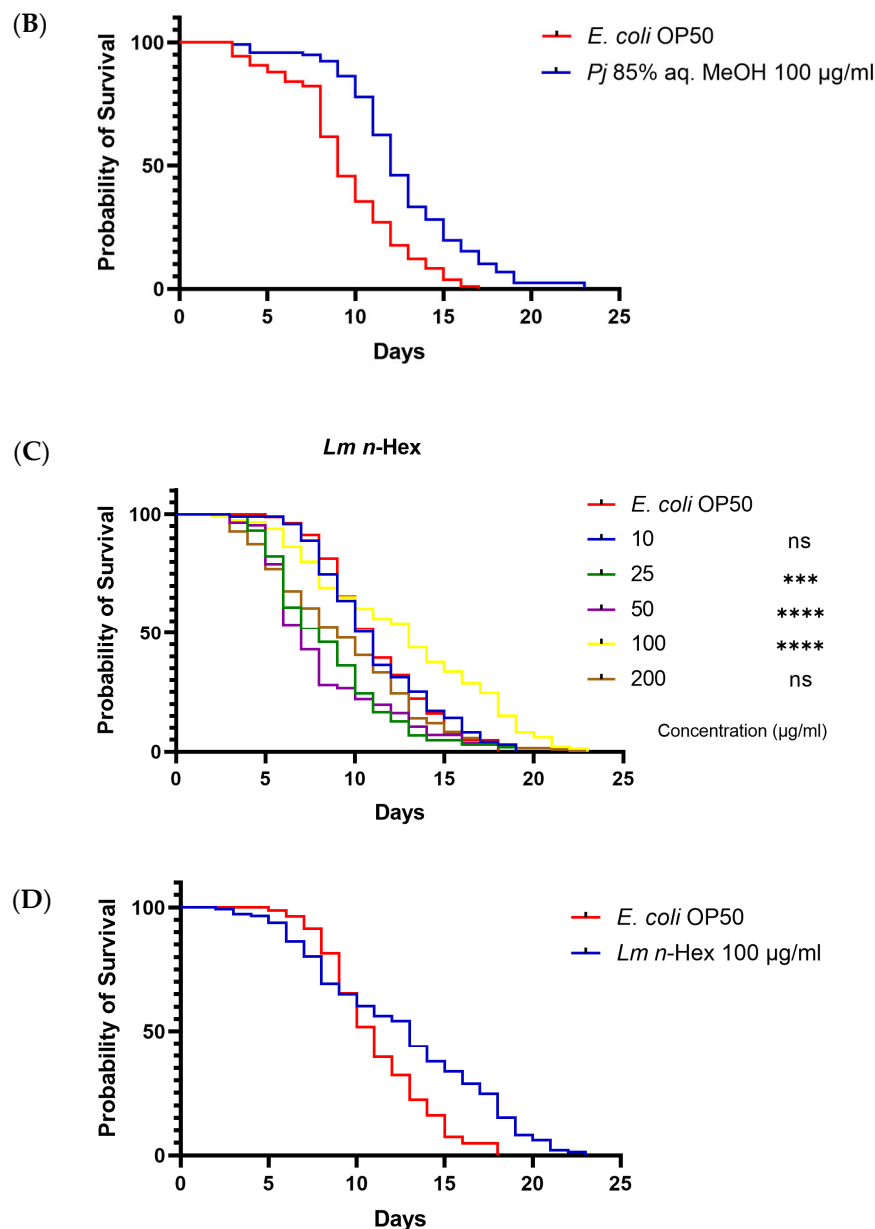 (B)
100
50
0
Probability of Survival
0 5 10 15 20 25
Days
E. coli OP50
Pj 85% aq. MeOH 100 µg/ml
(C)
Lm n-Hex
100
50
0
Probability of Survival
0 5 10 15 20 25
Days
E. coli OP50
10 ns
25 ***
50 ****
100 ****
200 ns
Concentration (µg/ml)
(D)
100
50
0
Probability of Survival
0 5 10 15 20 25
Days
E. coli OP50
Lm n-Hex 100 µg/ml